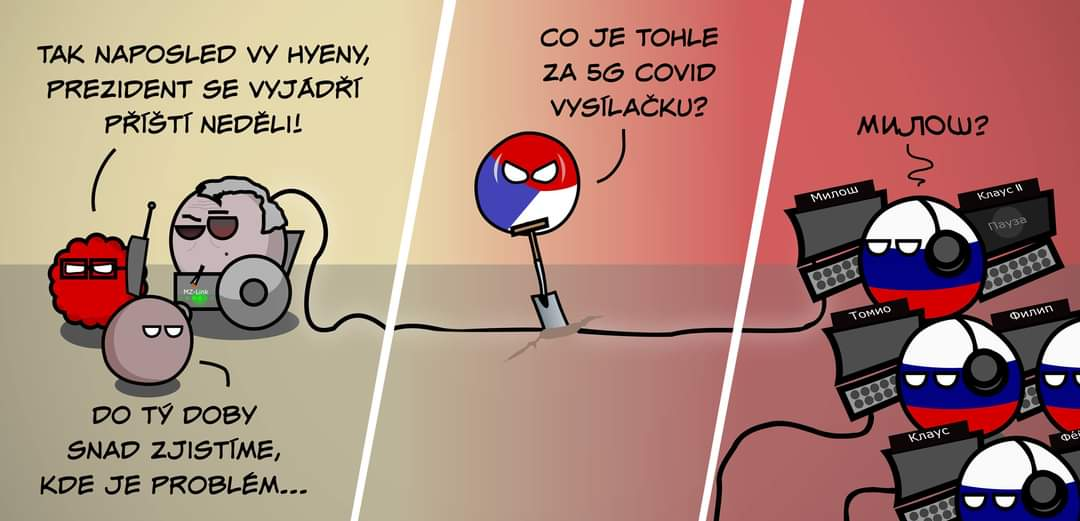 TAK NAPOSLED VY HYENY,
PREZIDENT SE VYJÁDŘÍ
PŘÍŠTÍ NEDĚLI!
MZ-Link
DO TÝ DOBY
SNAD ZJISTÍME,
KDE JE PROBLÉM...
CO JE TOHLE
ZA 5G COVID
VYSÍLAČKU?
МИЛОШ?
Милош
Клаус II
Пауза
Томио
Филип
Клаус